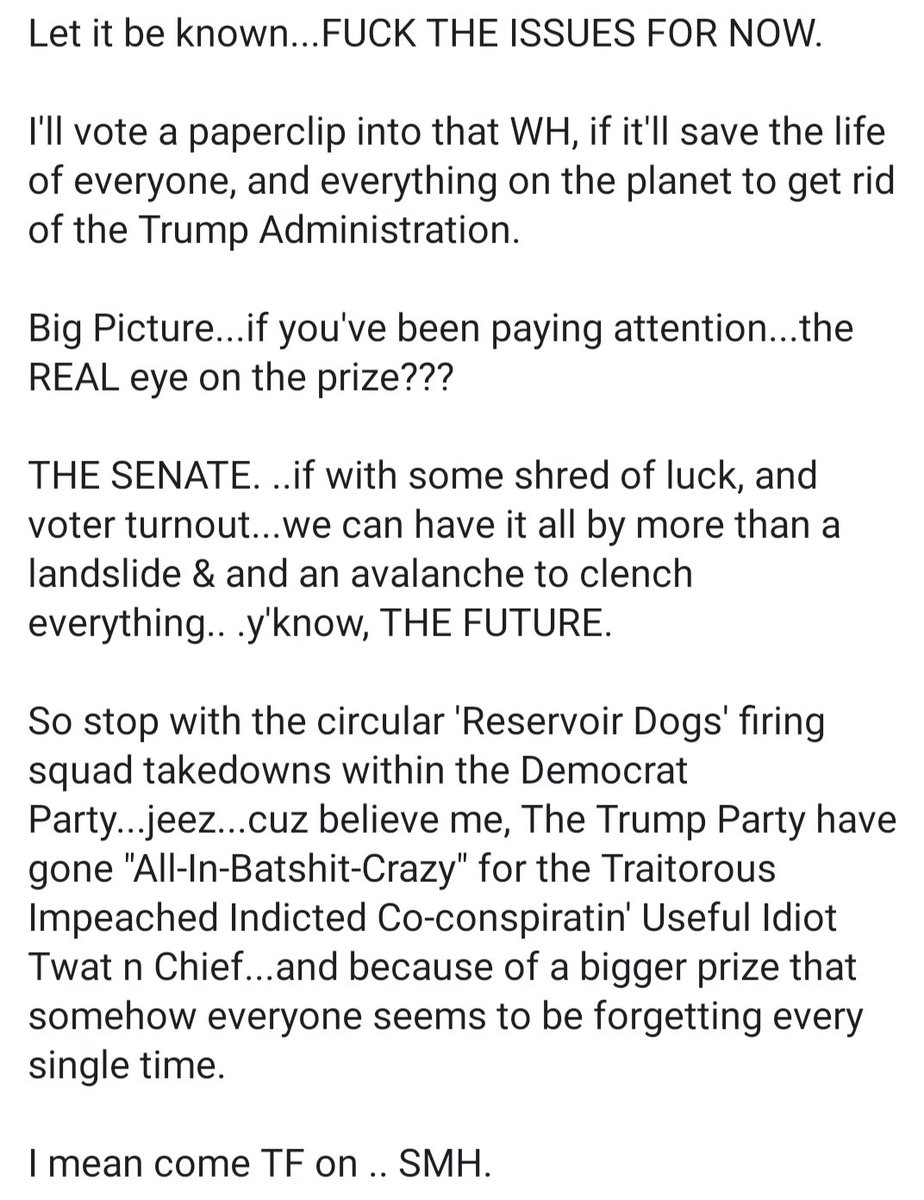 Let it be known...FUCK THE ISSUES FOR NOW.
I'll vote a paperclip into that WH, if it'll save the life
of everyone, and everything on the planet to get rid
of the Trump Administration.
Big Picture...if you've been paying attention...the
REAL eye on the prize???
THE SENATE. ..if with some shred of luck, and
voter turnout...we can have it all by more than a
landslide & and an avalanche to clench
everything.. .y'know, THE FUTURE.
So stop with the circular 'Reservoir Dogs' firing
squad takedowns within the Democrat
Party...jeez...cuz believe me, The Trump Party have
gone "All-In-Batshit-Crazy" for the Traitorous
Impeached Indicted Co-conspiratin' Useful Idiot
Twat n Chief...and because of a bigger prize that
somehow everyone seems to be forgetting every
single time.
I mean come TF on .. SMH.